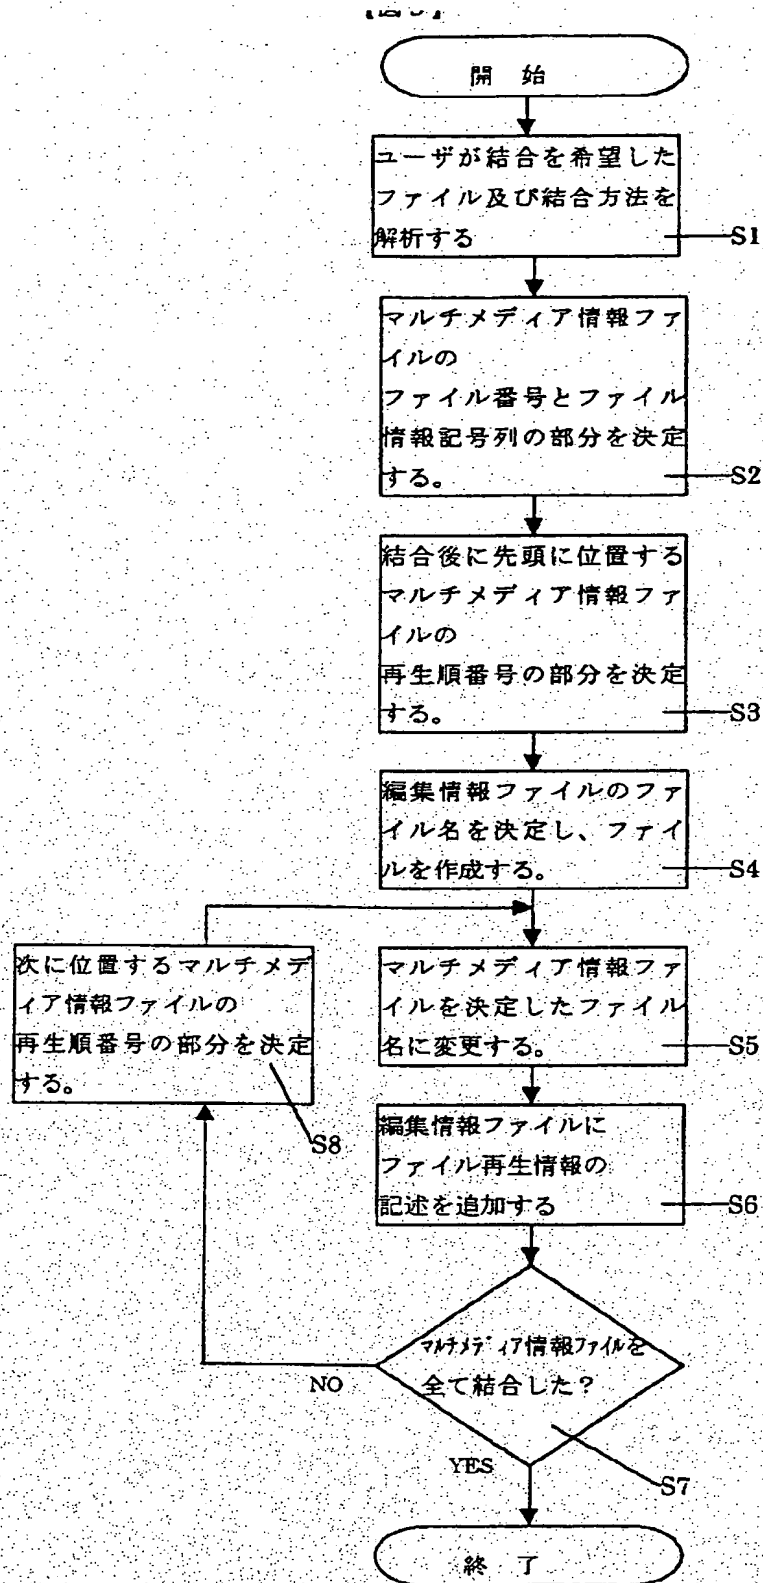 開 始
ユーザが結合を希望した
ファイル及び結合方法を
解析する
S1
マルチメディア情報ファ
イルの
ファイル番号とファイル
情報記号列の部分を決定
する。
S2
結合後に先頭に位置する
マルチメディア情報ファ
イルの
再生順番号の部分を決定
する。
S3
編集情報ファイルのファ
イル名を決定し、ファイ
ルを作成する。
S4
次に位置するマルチメデ
ィア情報ファイルの
再生順番号の部分を決定
する。
S8
マルチメディア情報ファ
イルを決定したファイル
名に変更する。
S5
編集情報ファイルに
ファイル再生情報の
記述を追加する
S6
マルチメディア情報ファイルを
全て結合した？
NO
YES
S7
終 了